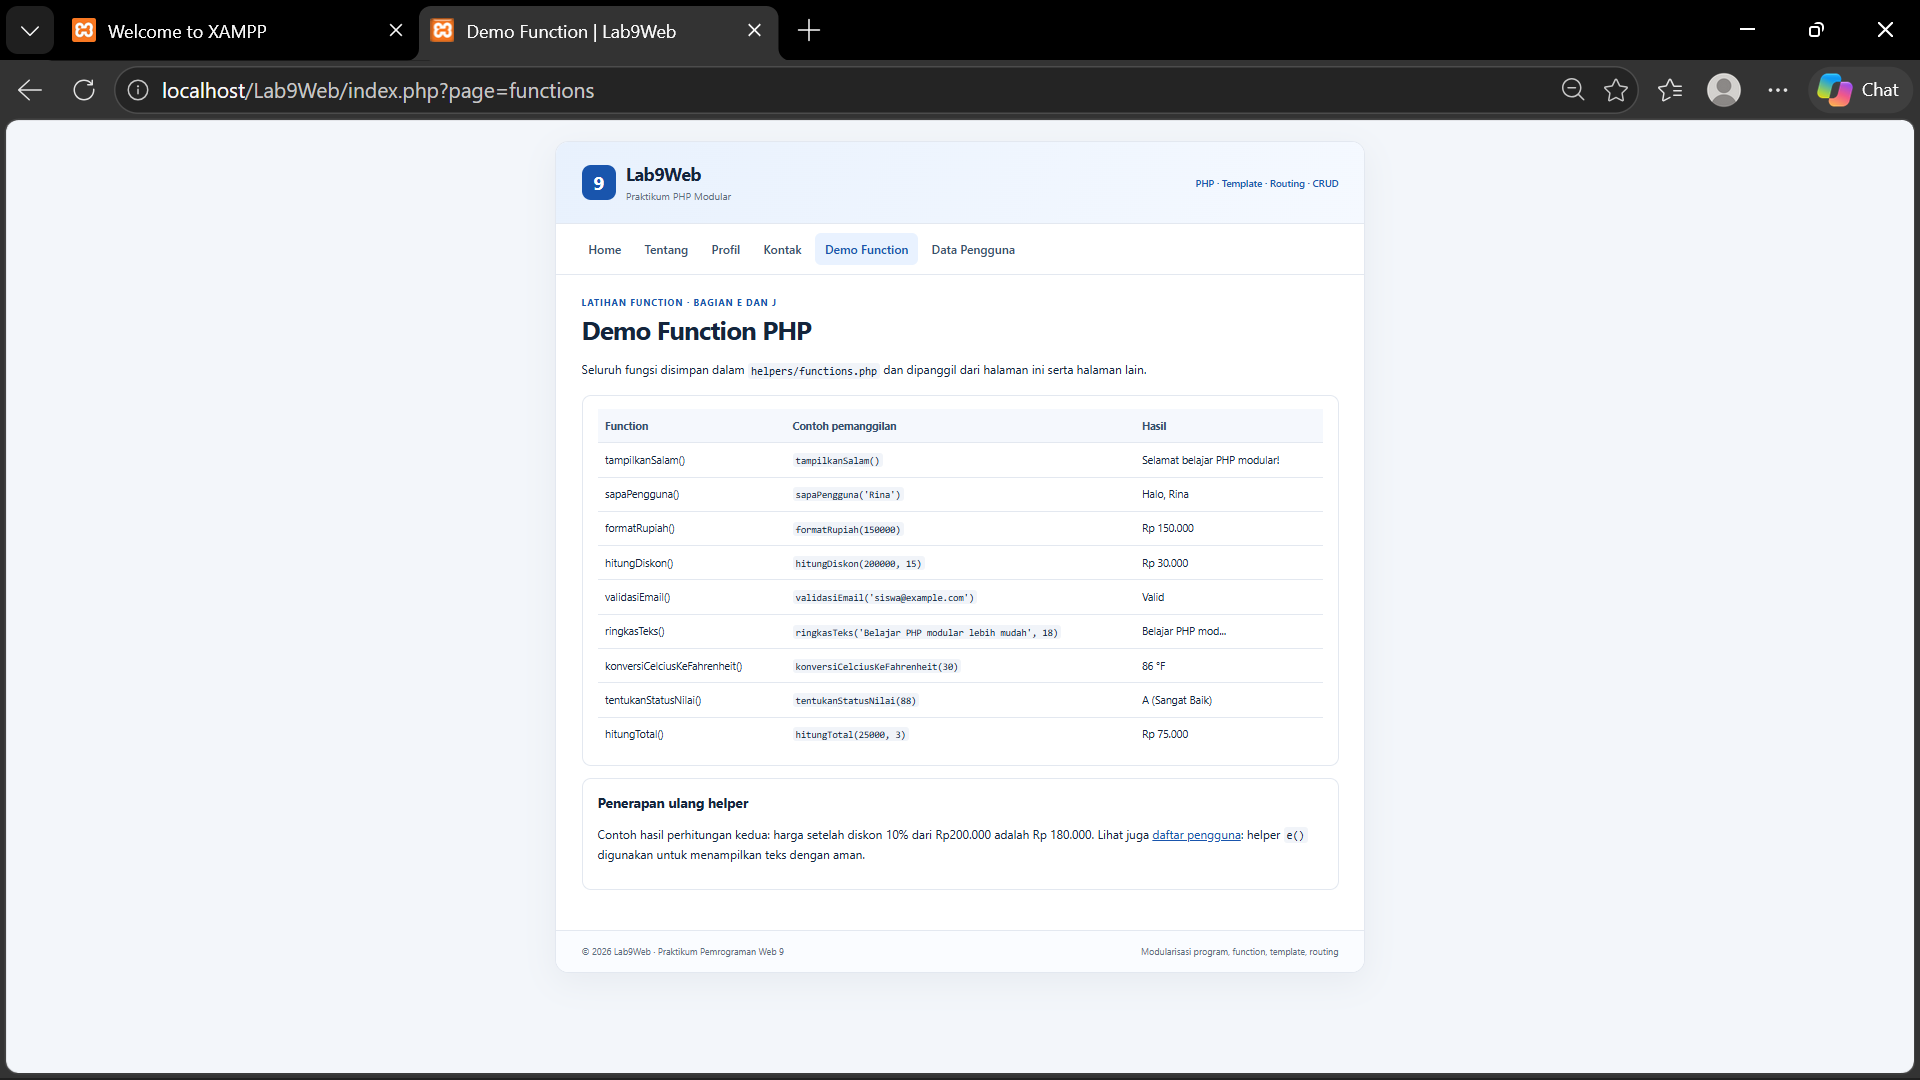 Welcome to XAMPP
Demo Function | Lab9Web
localhost/Lab9Web/index.php?page=functions
Chat
9
Lab9Web
Praktikum PHP Modular
PHP · Template · Routing · CRUD
Home Tentang Profil Kontak Demo Function Data Pengguna
LATIHAN FUNCTION · BAGIAN E DAN J
Demo Function PHP
Seluruh fungsi disimpan dalam helpers/functions.php dan dipanggil dari halaman ini serta halaman lain.
Function Contoh pemanggilan Hasil
tampilkanSalam() tampilkanSalam() Selamat belajar PHP modular!
sapaPengguna() sapaPengguna('Rina') Halo, Rina
formatRupiah() formatRupiah(150000) Rp 150.000
hitungDiskon() hitungDiskon(200000, 15) Rp 30.000
validasiEmail() validasiEmail('siswa@example.com') Valid
ringkasTeks() ringkasTeks('Belajar PHP modular lebih mudah', 18) Belajar PHP mod...
konversiCelciusKeFahrenheit() konversiCelciusKeFahrenheit(30) 86 °F
tentukanStatusNilai() tentukanStatusNilai(88) A (Sangat Baik)
hitungTotal() hitungTotal(25000, 3) Rp 75.000
Penerapan ulang helper
Contoh hasil perhitungan kedua: harga setelah diskon 10% dari Rp200.000 adalah Rp 180.000. Lihat juga daftar pengguna: helper e()
digunakan untuk menampilkan teks dengan aman.
© 2026 Lab9Web · Praktikum Pemrograman Web 9
Modularisasi program, function, template, routing